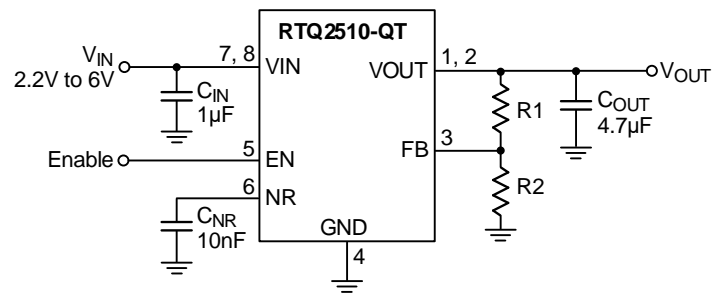 RTQ2510-QT
VIN
2.2V to 6V
7, 8
VIN
CIN
1µF
Enable
5
EN
6
NR
CNR
10nF
GND
4
VOUT
1, 2
FB
3
R1
R2
COUT
4.7µF
VOUT